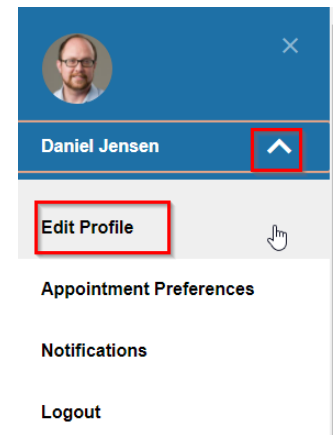 Daniel Jensen
Edit Profile
Appointment Preferences
Notifications
Logout